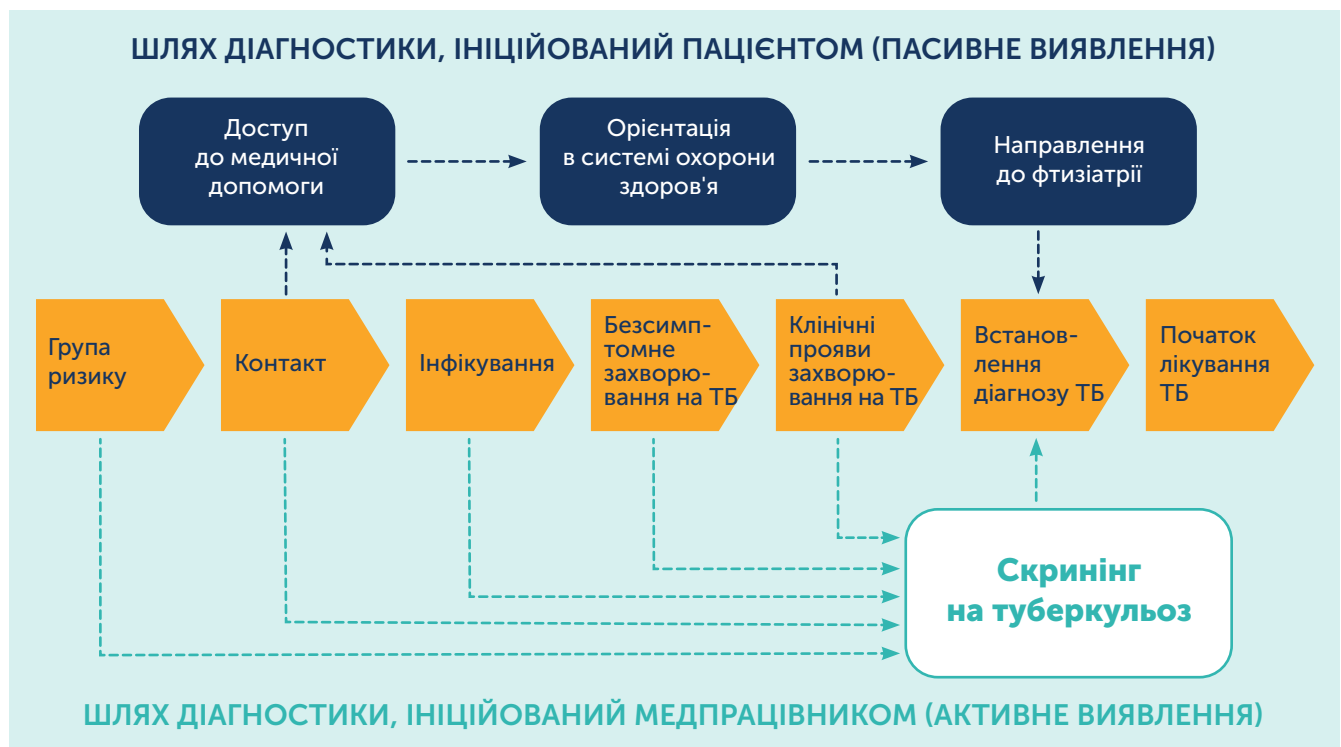 ШЛЯХ ДІАГНОСТИКИ, ІНІЦІЙОВАНИЙ ПАЦІЄНТОМ (ПАСИВНЕ ВИЯВЛЕННЯ)
Доступ
до медичної
допомоги
Орієнтація
в системі охорони
здоров'я
Направлення
до фтизіатрії
Група
ризику
Контакт
Інфікування
Безсимп-
томне
захворю-
вання на ТБ
Клінічні
прояви
захворю-
вання на ТБ
Встанов-
лення
діагнозу ТБ
Початок
лікування
ТБ
Скринінг
на туберкульоз
ШЛЯХ ДІАГНОСТИКИ, ІНІЦІЙОВАНИЙ МЕДПРАЦІВНИКОМ (АКТИВНЕ ВИЯВЛЕННЯ)